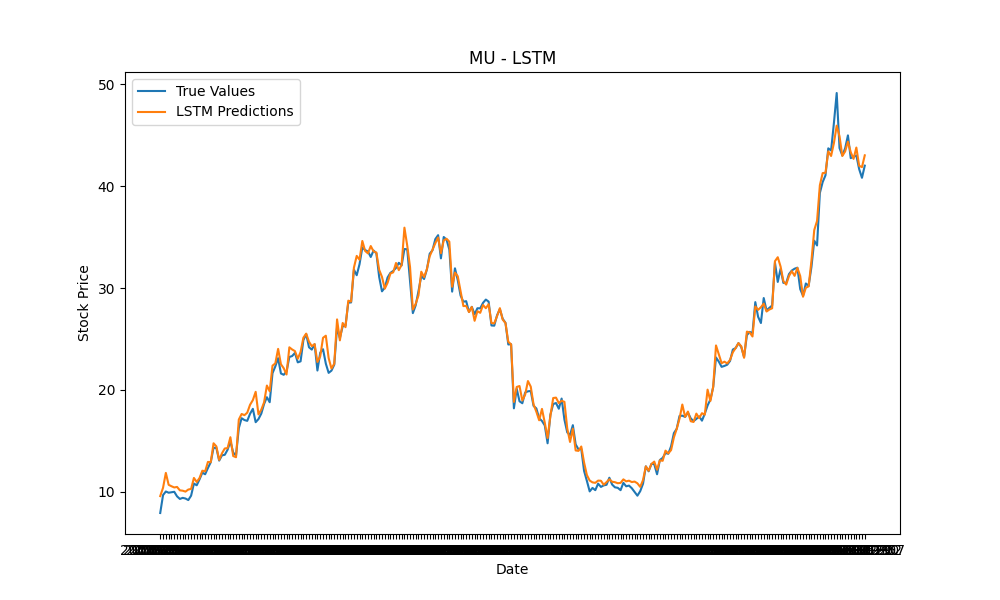 MU - LSTM
True Values
LSTM Predictions
Stock Price
50
40
30
20
10
Date